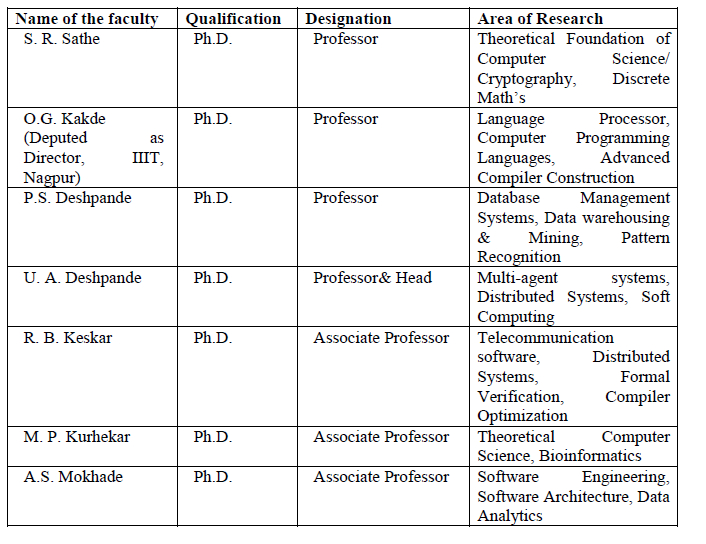 Name of the faculty Qualification Designation Area of Research
S. R. Sathe Ph.D. Professor Theoretical Foundation of
Computer Science/
Cryptography, Discrete
Math’s
O.G. Kakde Ph.D. Professor Language Processor,
(Deputed as Computer Programming
Director, IIIT, Languages, Advanced
Nagpur) Compiler Construction
P.S. Deshpande Ph.D. Professor Database Management
Systems, Data warehousing
& Mining, Pattern
Recognition
U. A. Deshpande Ph.D. Professor& Head Multi-agent systems,
Distributed Systems, Soft
Computing
R. B. Keskar Ph.D. Associate Professor Telecommunication
software, Distributed
Systems, Formal
Verification, Compiler
Optimization
M. P. Kurhekar Ph.D. Associate Professor Theoretical Computer
Science, Bioinformatics
A.S. Mokhade Ph.D. Associate Professor Software Engineering,
Software Architecture, Data
Analytics